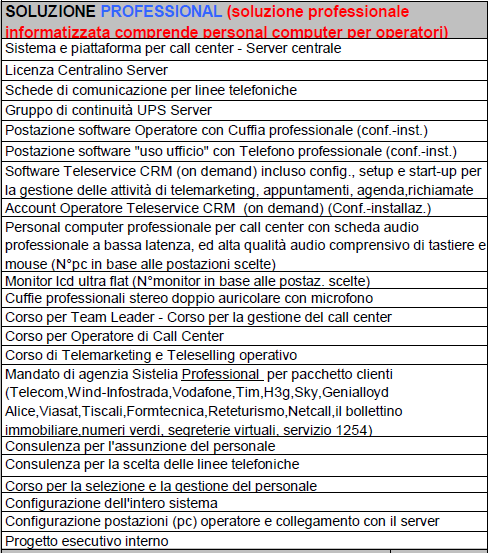 SOLUZIONE PROFESSIONAL (soluzione professionale
informatizzata comprende personal computer per operatori)
Sistema e piattaforma per call center - Server centrale
Licenza Centralino Server
Schede di comunicazione per linee telefoniche
Gruppo di continuità UPS Server
Postazione software Operatore con Cuffia professionale (conf.-inst.)
Postazione software "uso ufficio" con Telefono professionale (conf.-inst.)
Software Teleservice CRM (on demand) incluso config., setup e start-up per
la gestione delle attività di telemarketing, appuntamenti, agenda,richiamate
Account Operatore Teleservice CRM (on demand) (Conf.-installaz.)
Personal computer professionale per call center con scheda audio
professionale a bassa latenza, ed alta qualità audio comprensivo di tastiere e
mouse (N°pc in base alle postazioni scelte)
Monitor lcd ultra flat (N°monitor in base alle postaz. scelte)
Cuffie professionali stereo doppio auricolare con microfono
Corso per Team Leader - Corso per la gestione del call center
Corso per Operatore di Call Center
Corso di Telemarketing e Teleselling operativo
Mandato di agenzia Sistelia Professional per pacchetto clienti
(Telecom,Wind-Infostrada,Vodafone,Tim,H3g,Sky,Genialloyd
Alice,Viasat,Tiscali,Formtecnica,Reteturismo,Netcall,il bollettino
immobiliare,numeri verdi, segreterie virtuali, servizio 1254)
Consulenza per l'assunzione del personale
Consulenza per la scelta delle linee telefoniche
Corso per la selezione e la gestione del personale
Configurazione dell'intero sistema
Configurazione postazioni (pc) operatore e collegamento con il server
Progetto esecutivo interno